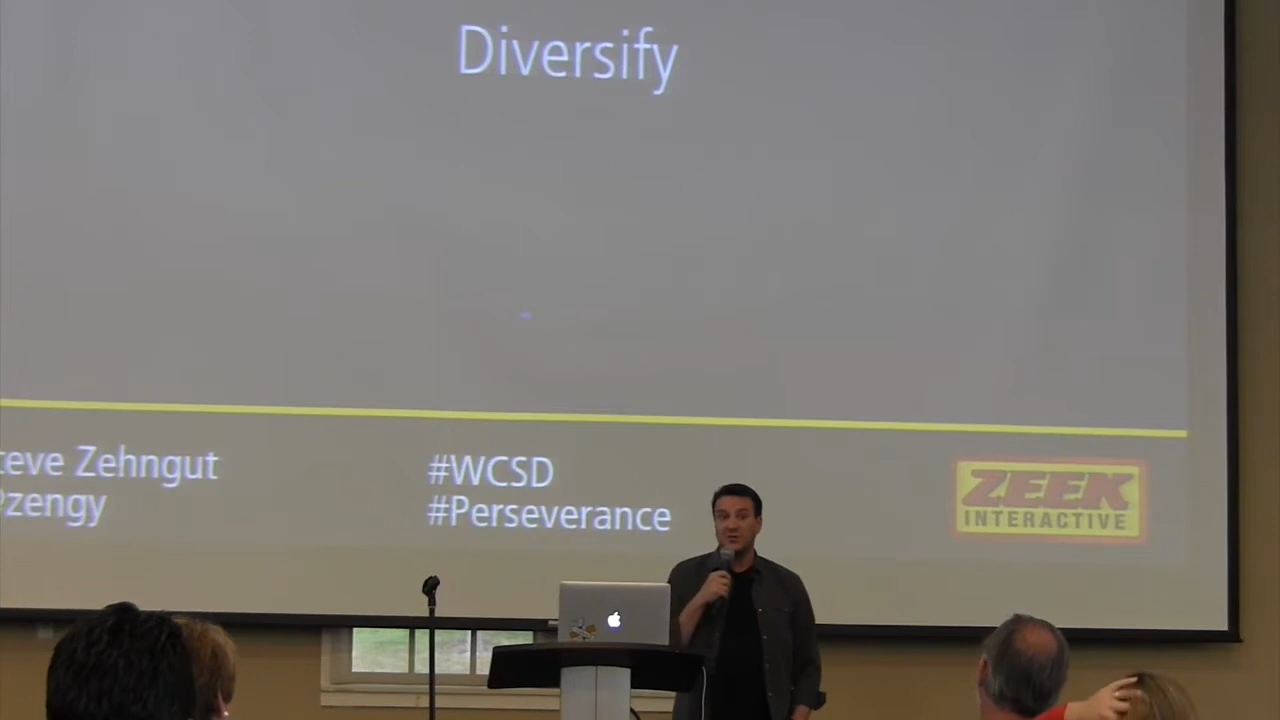 Diversify
teve Zehngut
@zengy
#WCSD
#Perseverance
ZEEK
INTERACTIVE